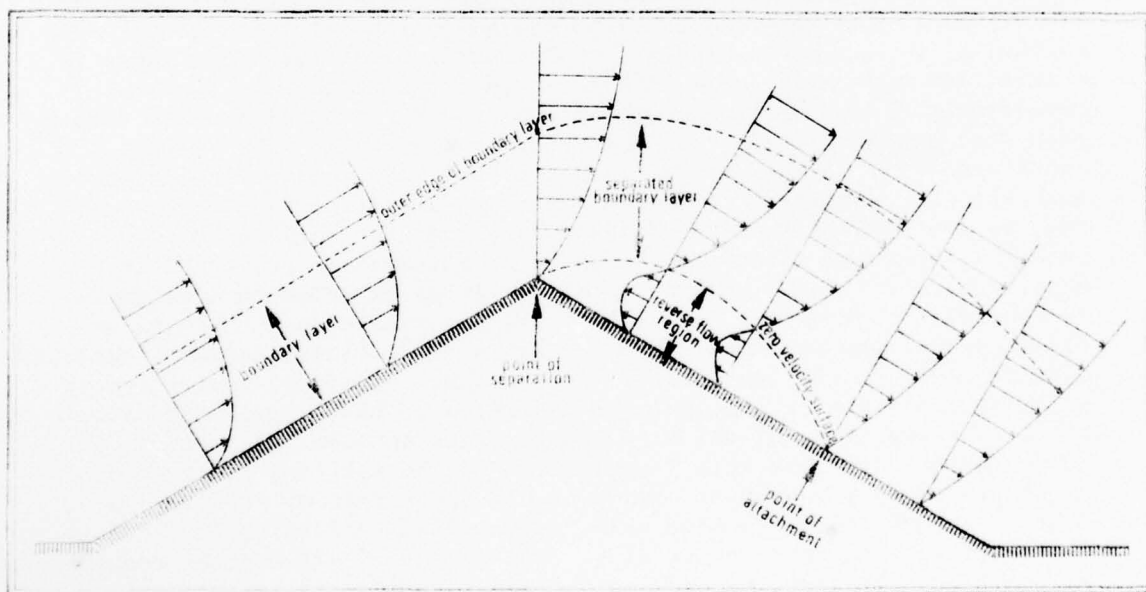 outer edge of boundary layer
boundary layer
separated
boundary layer
point of
separation
reverse flow
region
zero velocity surface
point of
attachment